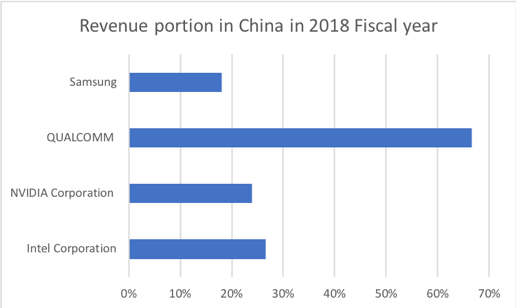 Revenue portion in China in 2018 Fiscal year
Samsung
QUALCOMM
NVIDIA Corporation
Intel Corporation
0% 10% 20% 30% 40% 50% 60% 70%